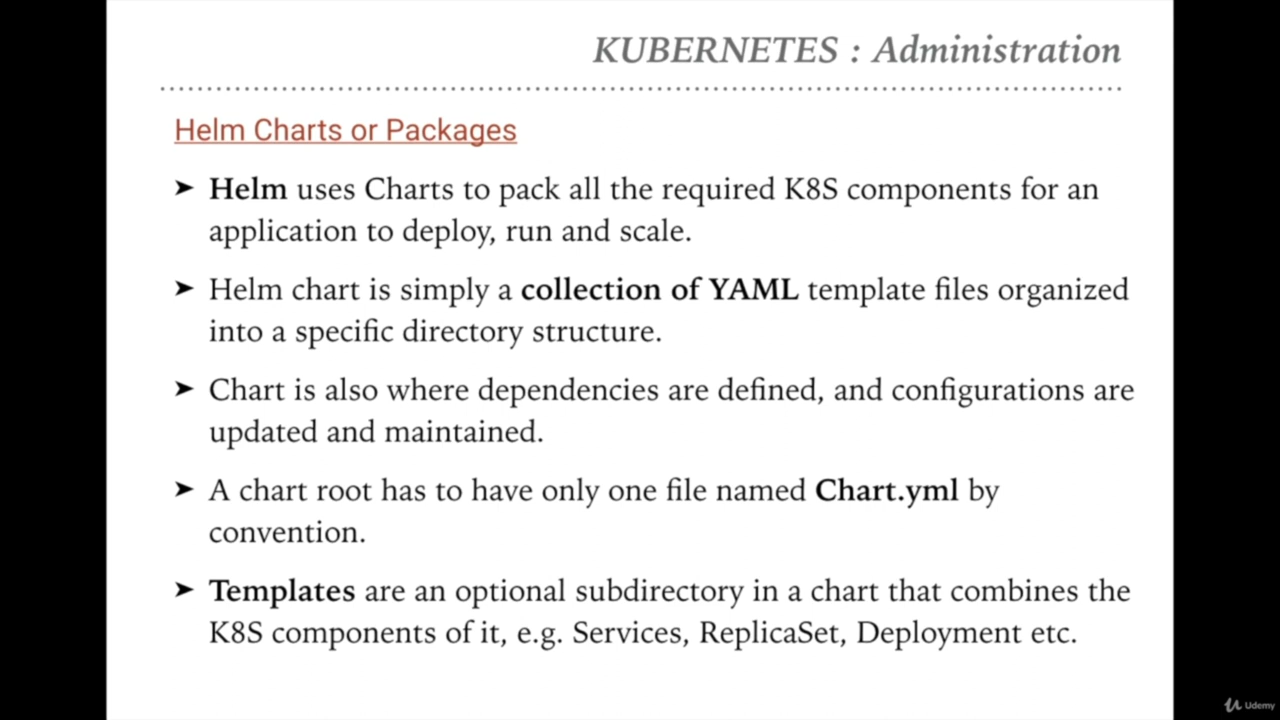 KUBERNETES : Administration
Helm Charts or Packages
➤ Helm uses Charts to pack all the required K8S components for an
application to deploy, run and scale.
➤ Helm chart is simply a collection of YAML template files organized
into a specific directory structure.
➤ Chart is also where dependencies are defined, and configurations are
updated and maintained.
➤ A chart root has to have only one file named Chart.yml by
convention.
➤ Templates are an optional subdirectory in a chart that combines the
K8S components of it, e.g. Services, ReplicaSet, Deployment etc.
Udemy